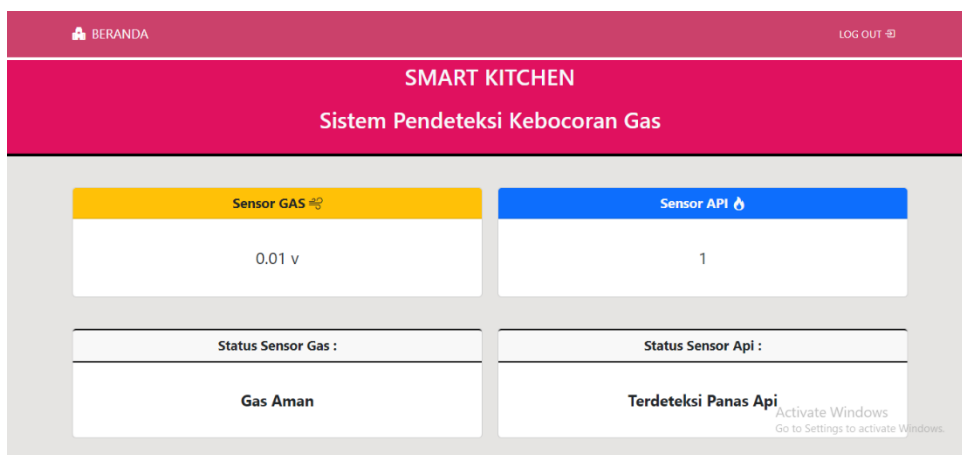 BERANDA
LOG OUT
SMART KITCHEN
Sistem Pendeteksi Kebocoran Gas
Sensor GAS
Sensor API
0.01 v
1
Status Sensor Gas :
Status Sensor Api :
Gas Aman
Terdeteksi Panas Api
Activate Windows
Go to Settings to activate Windows.